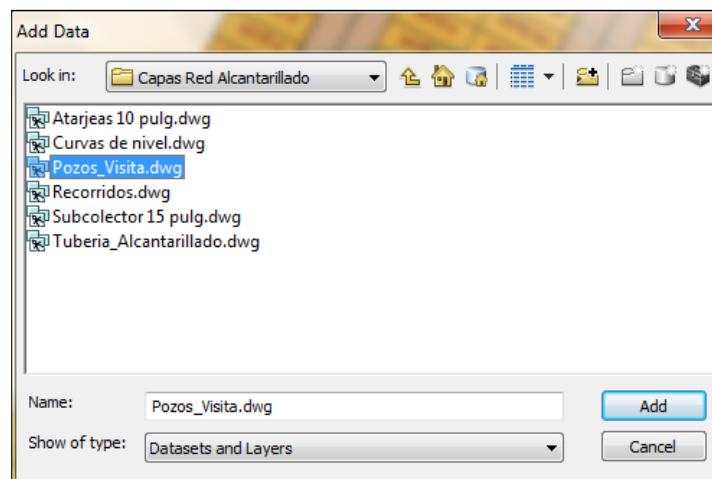 Add Data
Look in: Capas Red Alcantarillado
Atarjeas 10 pulg.dwg
Curvas de nivel.dwg
Pozos_Visita.dwg
Recorridos.dwg
Subcolector 15 pulg.dwg
Tuberia_Alcantarillado.dwg
Name: Pozos_Visita.dwg Add
Show of type: Datasets and Layers Cancel